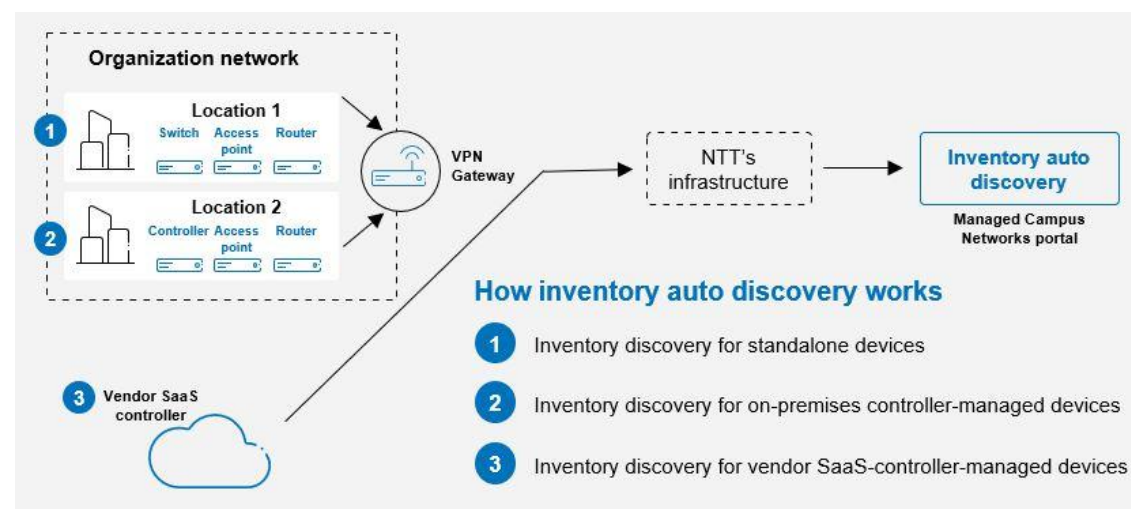 Organization network
1
Location 1
Switch Access point Router
2
Location 2
Controller Access point Router
VPN
Gateway
NTT's
infrastructure
Inventory auto
discovery
Managed Campus
Networks portal
3
Vendor SaaS
controller
How inventory auto discovery works
1 Inventory discovery for standalone devices
2 Inventory discovery for on-premises controller-managed devices
3 Inventory discovery for vendor SaaS-controller-managed devices